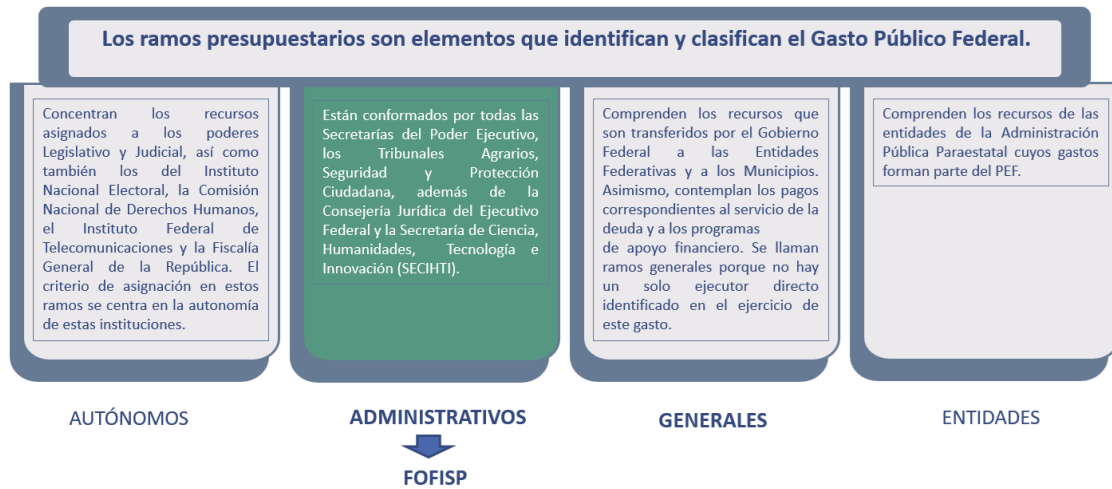 Los ramos presupuestarios son elementos que identifican y clasifican el Gasto Público Federal.
Concentran los recursos
asignados a los poderes
Legislativo y Judicial, así como
también los del Instituto
Nacional Electoral, la Comisión
Nacional de Derechos Humanos,
el Instituto Federal de
Telecomunicaciones y la Fiscalía
General de la República. El
criterio de asignación en estos
ramos se centra en la autonomía
de estas instituciones.
Están conformados por todas las
Secretarías del Poder Ejecutivo,
los Tribunales Agrarios,
Seguridad y Protección
Ciudadana, además de la
Consejería Jurídica del Ejecutivo
Federal y la Secretaría de Ciencia,
Humanidades, Tecnología e
Innovación (SECIHTI).
Comprenden los recursos que
son transferidos por el Gobierno
Federal a las Entidades
Federativas y a los Municipios.
Asimismo, contemplan los pagos
correspondientes al servicio de la
deuda y a los programas
de apoyo financiero. Se llaman
ramos generales porque no hay
un solo ejecutor directo
identificado en el ejercicio de
este gasto.
Comprenden los recursos de las
entidades de la Administración
Pública Paraestatal cuyos gastos
forman parte del PEF.
AUTÓNOMOS
ADMINISTRATIVOS
GENERALES
ENTIDADES
FOFISP